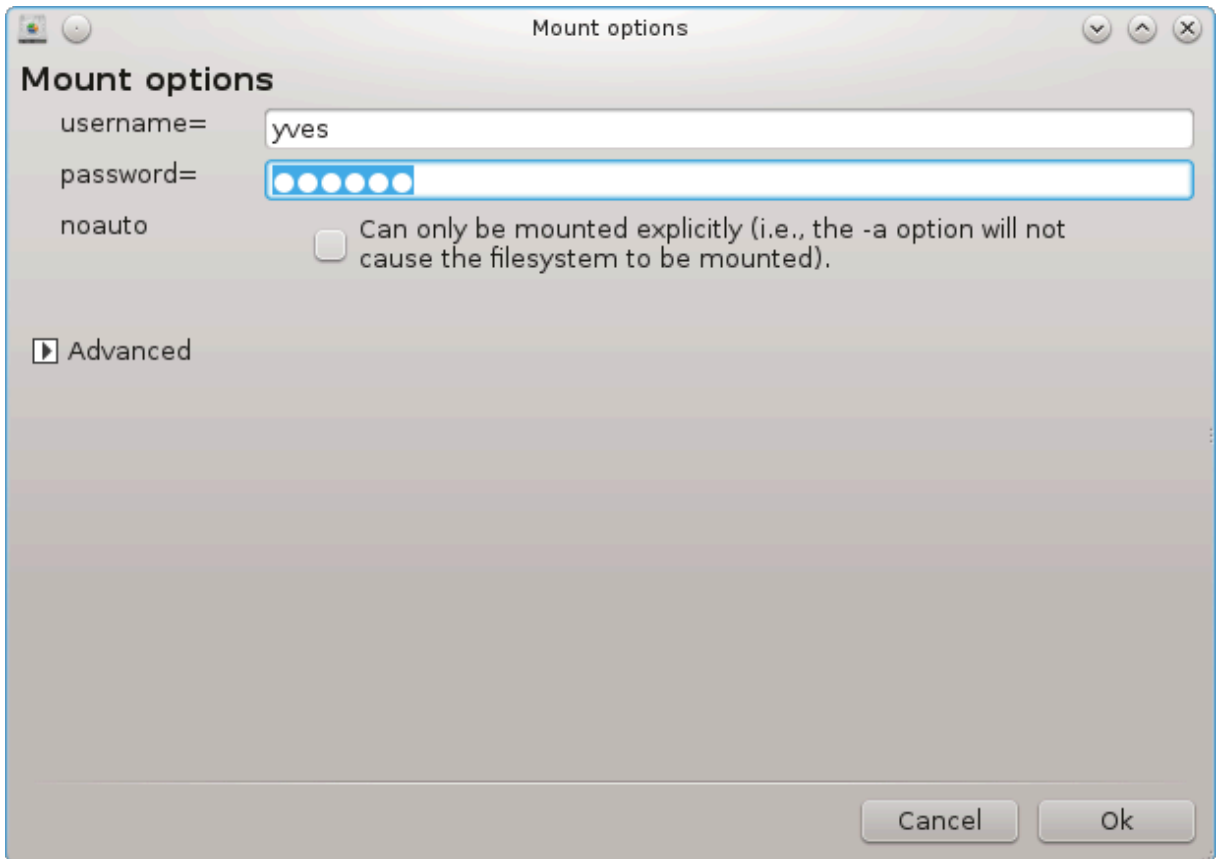 Mount options
Mount options
username=
yves
password=
●●●●●●
noauto
Can only be mounted explicitly (i.e., the -a option will not
cause the filesystem to be mounted).
Advanced
Cancel
Ok